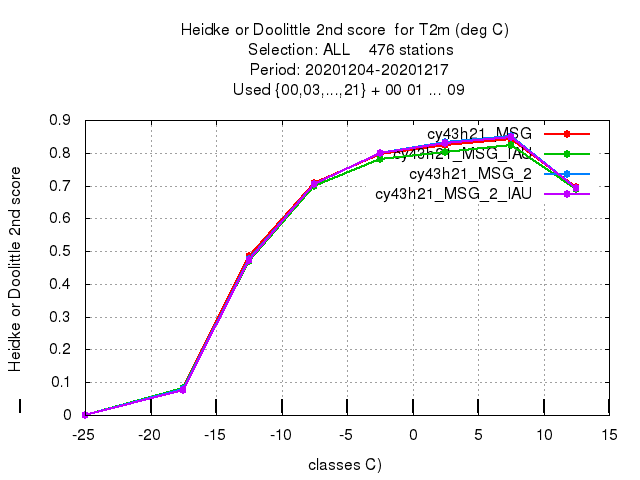 Heidke or Doolittle 2nd score  for T2m (deg C)
Selection: ALL    476 stations
Period: 20201204-20201217
Used {00,03,...,21} + 00 01 ... 09
cy43h21_MSG
cy43h21_MSG_IAU
cy43h21_MSG_2
cy43h21_MSG_2_IAU
Heidke or Doolittle 2nd score
0.9
0.8
0.7
0.6
0.5
0.4
0.3
0.2
0.1
0
-25 -20 -15 -10 -5 0 5 10 15
classes C)